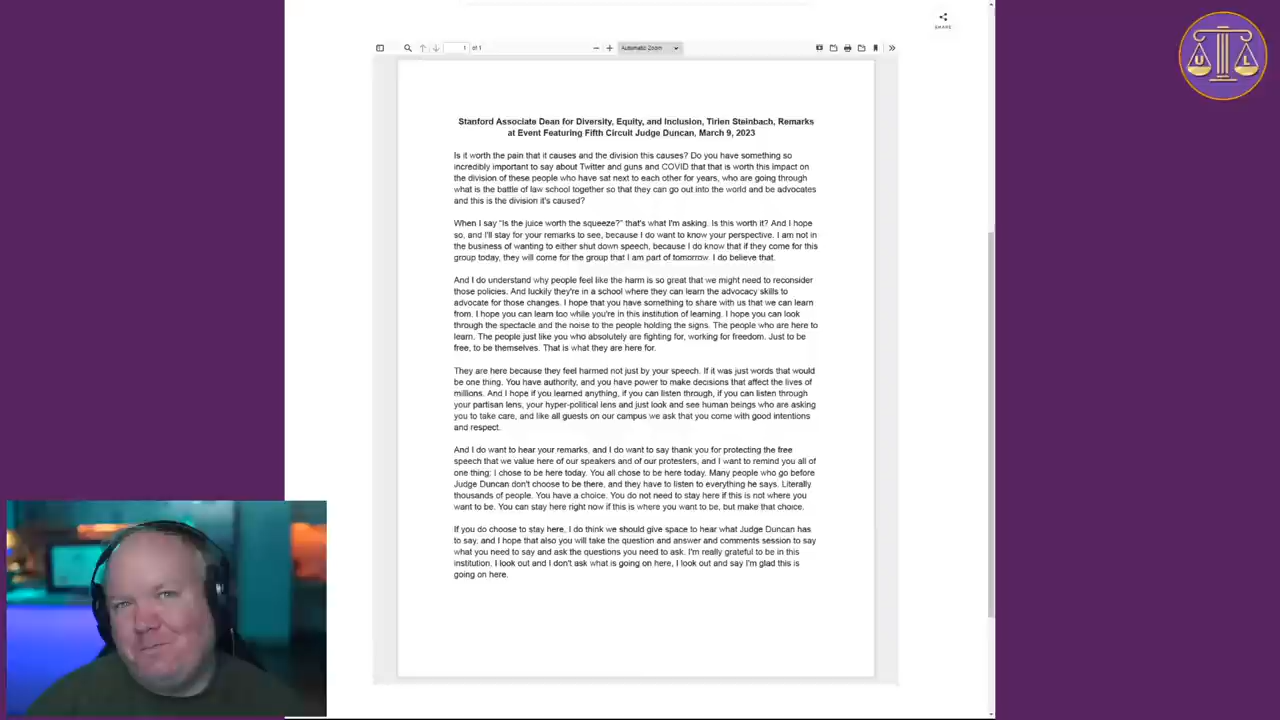 SHARE
1 of 1
Automatic Zoom
U L
Stanford Associate Dean for Diversity, Equity, and Inclusion, Tirien Steinbach, Remarks
at Event Featuring Fifth Circuit Judge Duncan, March 9, 2023
Is it worth the pain that it causes and the division this causes? Do you have something so
incredibly important to say about Twitter and guns and COVID that that is worth this impact on
the division of these people who have sat next to each other for years, who are going through
what is the battle of law school together so that they can go out into the world and be advocates
and this is the division it's caused?
When I say “Is the juice worth the squeeze?” that's what I'm asking. Is this worth it? And I hope
so, and I'll stay for your remarks to see, because I do want to know your perspective. I am not in
the business of wanting to either shut down speech, because I do know that if they come for this
group today, they will come for the group that I am part of tomorrow. I do believe that.
And I do understand why people feel like the harm is so great that we might need to reconsider
those policies. And luckily they're in a school where they can learn the advocacy skills to
advocate for those changes. I hope that you have something to share with us that we can learn
from. I hope you can learn too while you're in this institution of learning. I hope you can look
through the spectacle and the noise to the people holding the signs. The people who are here to
learn. The people just like you who absolutely are fighting for, working for freedom. Just to be
free, to be themselves. That is what they are here for.
They are here because they feel harmed not just by your speech. If it was just words that would
be one thing. You have authority, and you have power to make decisions that affect the lives of
millions. And I hope if you learned anything, if you can listen through, if you can listen through
your partisan lens, your hyper-political lens and just look and see human beings who are asking
you to take care, and like all guests on our campus we ask that you come with good intentions
and respect.
And I do want to hear your remarks, and I do want to say thank you for protecting the free
speech that we value here of our speakers and of our protesters, and I want to remind you all of
one thing: I chose to be here today. You all chose to be here today. Many people who go before
Judge Duncan don't choose to be there, and they have to listen to everything he says. Literally
thousands of people. You have a choice. You do not need to stay here if this is not where you
want to be. You can stay here right now if this is where you want to be, but make that choice.
If you do choose to stay here, I do think we should give space to hear what Judge Duncan has
to say, and I hope that also you will take the question and answer and comments session to say
what you need to say and ask the questions you need to ask. I'm really grateful to be in this
institution. I look out and I don't ask what is going on here, I look out and say I'm glad this is
going on here.